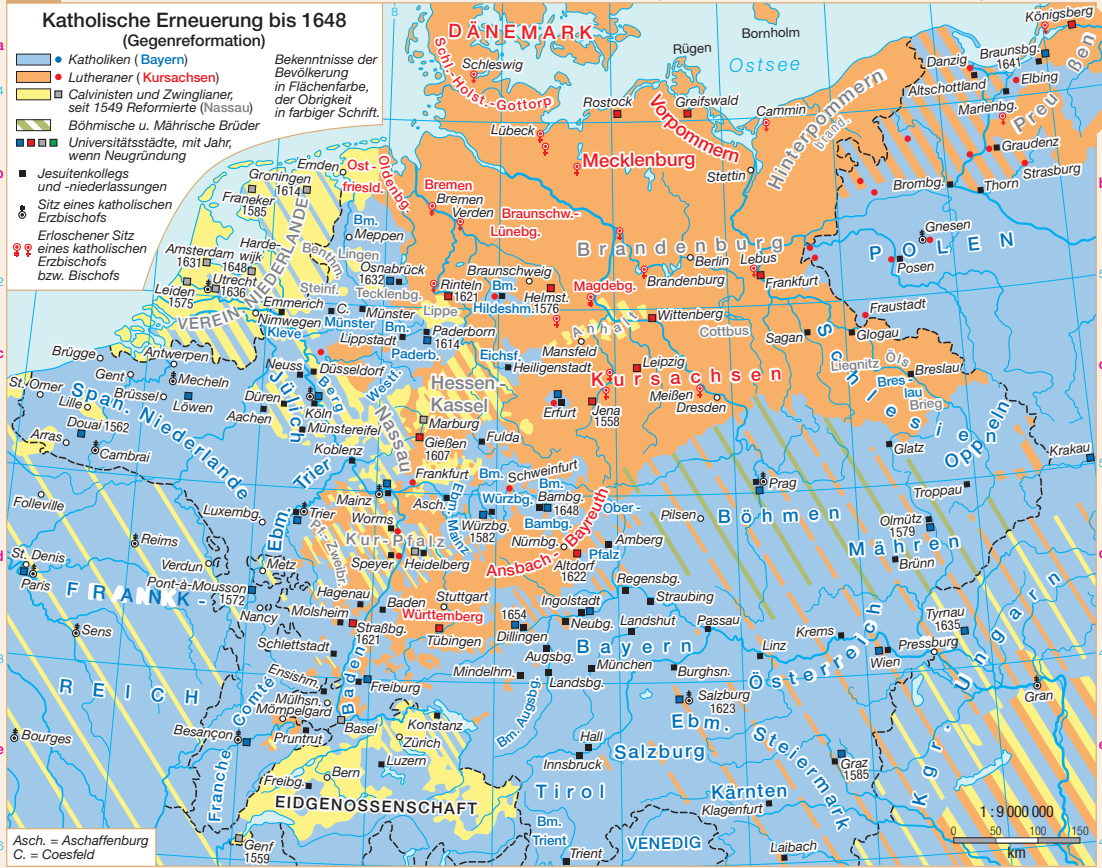 Katholische Erneuerung bis 1648
(Gegenreformation)
Katholiken (Bayern)
Lutheraner (Kursachsen)
Calvinisten und Zwinglianer,
seit 1549 Reformierte (Nassau)
Böhmische u. Mährische Brüder
Universitätsstädte, mit Jahr,
wenn Neugründung
Jesuitenkollegs
und -niederlassungen
Sitz eines katholischen
Erzbischofs
Erloschener Sitz
eines katholischen
Erzbischofs
bzw. Bischofs
Bekenntnisse der
Bevölkerung
in Flächenfarbe,
der Obrigkeit
in farbiger Schrift.
8
DÄNEMARK
Schleswig
Schl.-Holst.-Gottorp
Rügen
Bornholm
Ostsee
Königsberg
Braunsbg.
1641
Danzig
Elbing
Altschottland
Marienbg.
Preußen
Graudenz
Strasburg
Thorn
Brombg.
Rostock
Greifswald
Vorpommern
Cammin
Hinterpommern
brand.
Lübeck
Mecklenburg
Stettin
Emden
Ost-
friesld.
Oldenbg.
Groningen
1614
Franeker
1585
Bremen
Bremen
Verden
Braunschw.-
Lünebg.
Brandenburg
Berlin
Lebus
Frankfurt
Brandenburg
Gnesen
POLEN
Posen
Fraustadt
Bm.
Meppen
Harde-
wijk
1648
Amsterdam
1631
Utrecht
1636
Leiden
1575
VEREIN. NIEDERLANDE
Benthm.
Lingen
Osnabrück
1632
Steinf.
Tecklenbg.
Braunschweig
Rinteln
1621
Bm.
Hildeshm.
Helmst.
1576
Magdebg.
Wittenberg
Anhalt
Cottbus
Sagan
Glogau
Schlesien
Emmerich
Nimwegen
Kleve
C.
Münster
Münster
Lippstadt
Lippe
Bm.
Paderb.
Paderborn
1614
Mansfeld
Eichsf.
Heiligenstadt
Leipzig
Kursachsen
Meißen
Dresden
Liegnitz
Öls
Breslau
Bres-
lau
Brieg
Oppeln
Glatz
Krakau
Brügge
Antwerpen
Gent
Mecheln
Brüssel
Löwen
St. Omer
Lille
Douai 1562
Arras
Cambrai
Span. Niederlande
Neuss
Düsseldorf
Düren
Aachen
Jülich
Berg
Köln
Münstereifel
Westf.
Hessen-
Kassel
Marburg
Gießen
1607
Nassau
Fulda
Erfurt
Jena
1558
Koblenz
Frankfurt
Schweinfurt
Bm.
Würzbg.
Würzbg.
1582
Bm.
Bambg.
1648
Bambg.
Ebm. Mainz
Asch.
Mainz
Worms
Kur-Pfalz
Pf.-Zweibr.
Speyer
Heidelberg
Ebm. Trier
Trier
Luxembg.
Folleville
Reims
Verdun
Metz
St. Denis
Paris
Pont-à-Mousson
1572
Nancy
FRANK-
REICH
Sens
Bourges
Ober-
Pfalz
Amberg
Ansbach-Bayreuth
Nürnbg.
Altdorf
1622
Pilsen
Prag
Böhmen
Troppau
Olmütz
1579
Mähren
Brünn
Hagenau
Molsheim
Straßbg.
1621
Baden
Stuttgart
Württemberg
Tübingen
1654
Dillingen
Ingolstadt
Neubg.
Regensbg.
Straubing
Landshut
Passau
Linz
Krems
Wien
Österreich
Tyrnau
1635
Pressburg
Gran
Kgr. Ungarn
Schlettstadt
Ensishm.
Mülhsn.
Mömpelgard
Besançon
Franche Comté
Pruntrut
Baden
Freiburg
Basel
Konstanz
Zürich
Luzern
Bern
Freibg.
EIDGENOSSENSCHAFT
Genf
1559
Mindelhm.
Augsbg.
Bayern
München
Landsbg.
Bm. Augsbg.
Burghsn.
Salzburg
1623
Ebm.
Salzburg
Hall
Innsbruck
Tirol
Kärnten
Klagenfurt
Steiermark
Graz
1585
Laibach
Bm.
Trient
Trient
VENEDIG
1 : 9 000 000
0 50 100 150
km
Asch. = Aschaffenburg
C. = Coesfeld